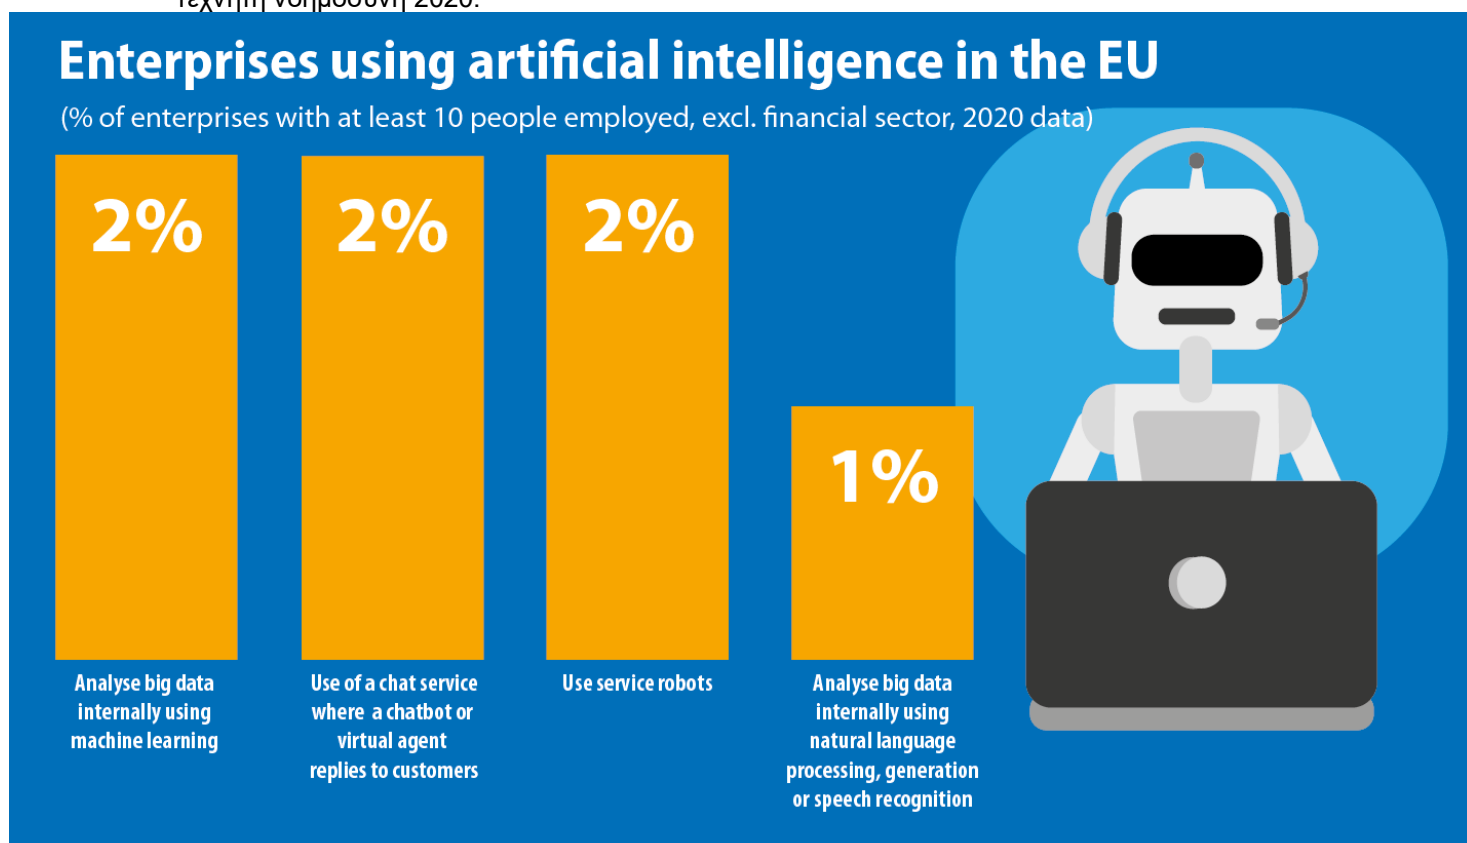 τεχνητή νοημοσύνη 2020.
Enterprises using artificial intelligence in the EU
(% of enterprises with at least 10 people employed, excl. financial sector, 2020 data)
2%
2%
2%
1%
Analyse big data
internally using
machine learning
Use of a chat service
where a chatbot or
virtual agent
replies to customers
Use service robots
Analyse big data
internally using
natural language
processing, generation
or speech recognition